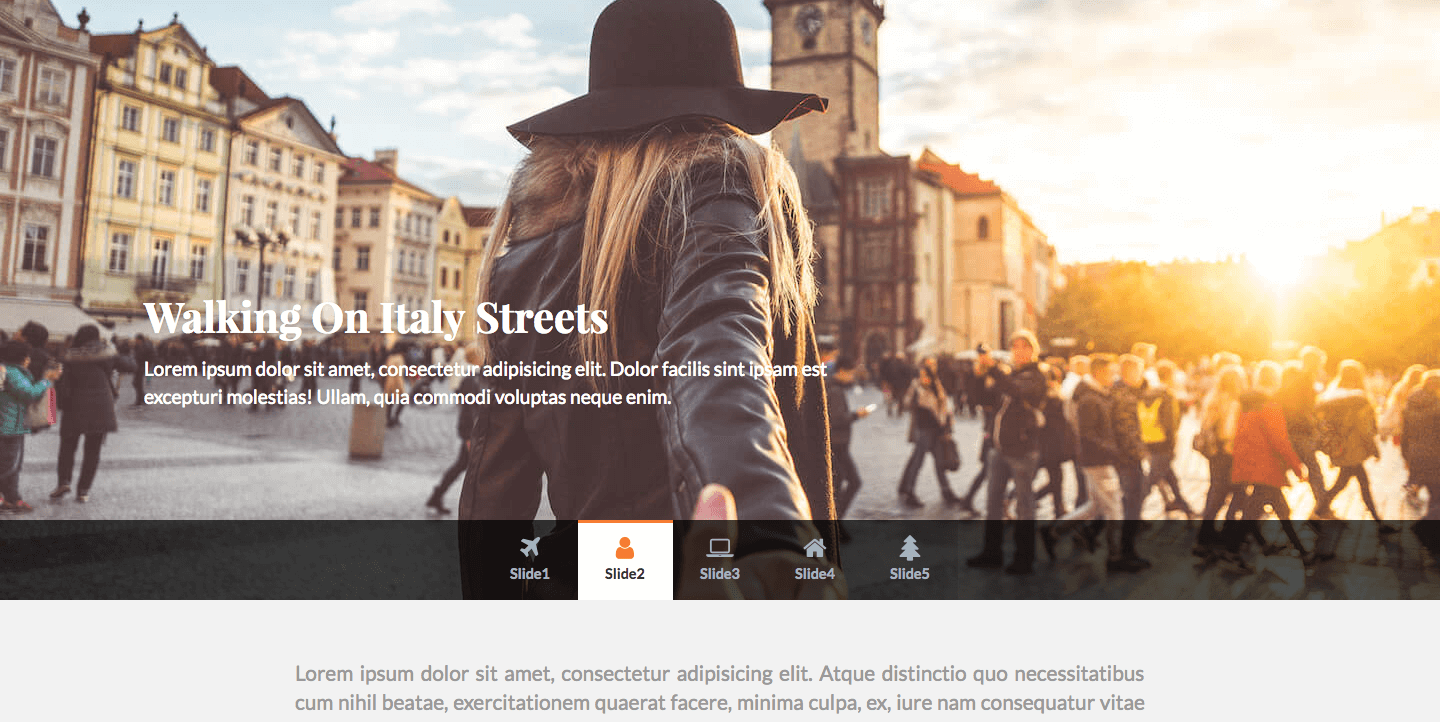 Walking On Italy Streets
Lorem ipsum dolor sit amet, consectetur adipisicing elit. Dolor facilis sint ipsam est
excepturi molestias! Ullam, quia commodi voluptas neque enim.
Slide1 Slide2 Slide3 Slide4 Slide5
Lorem ipsum dolor sit amet, consectetur adipisicing elit. Atque distinctio quo necessitatibus
cum nihil beatae, exercitationem quaerat facere, minima culpa, ex, iure nam consequatur vitae